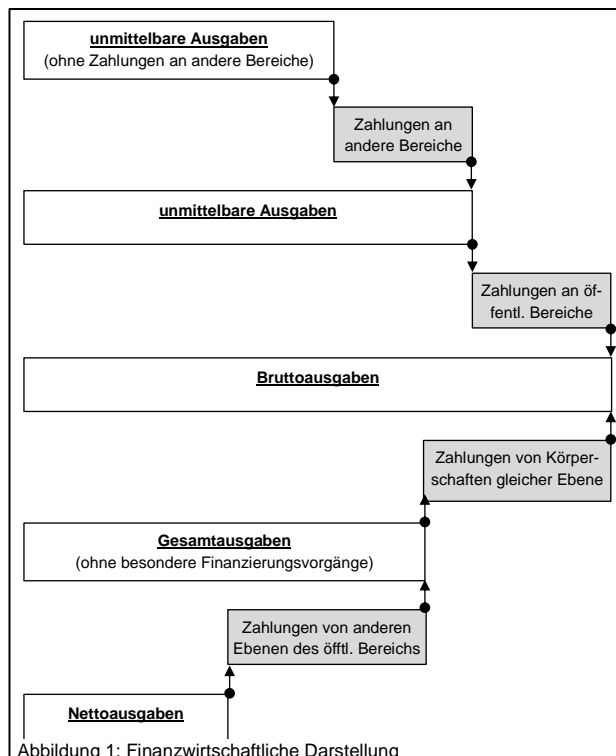 unmittelbare Ausgaben
(ohne Zahlungen an andere Bereiche)
Zahlungen an
andere Bereiche
unmittelbare Ausgaben
Zahlungen an öf-
fentl. Bereiche
Bruttoausgaben
Zahlungen von Körper-
schaften gleicher Ebene
Gesamtausgaben
(ohne besondere Finanzierungsvorgänge)
Zahlungen von anderen
Ebenen des öfftl. Bereichs
Nettoausgaben
Abbildung 1: Finanzwirtschaftliche Darstellung